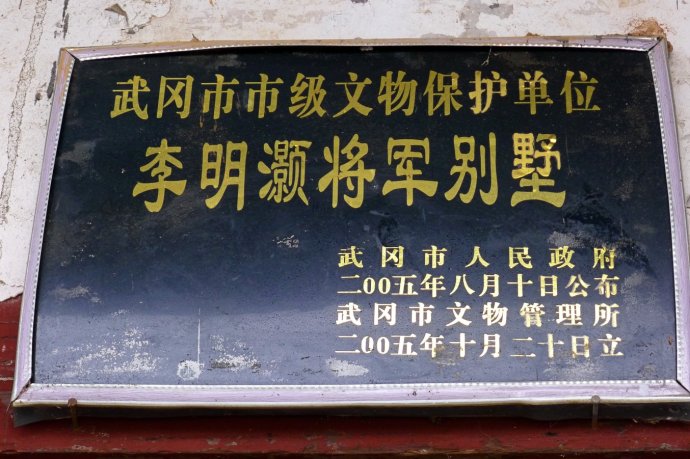 武冈市市级文物保护单位
李明灏将军别墅
武冈市人民政府
二00五年八月十日公布
武冈市文物管理所
二00五年十月二十日立